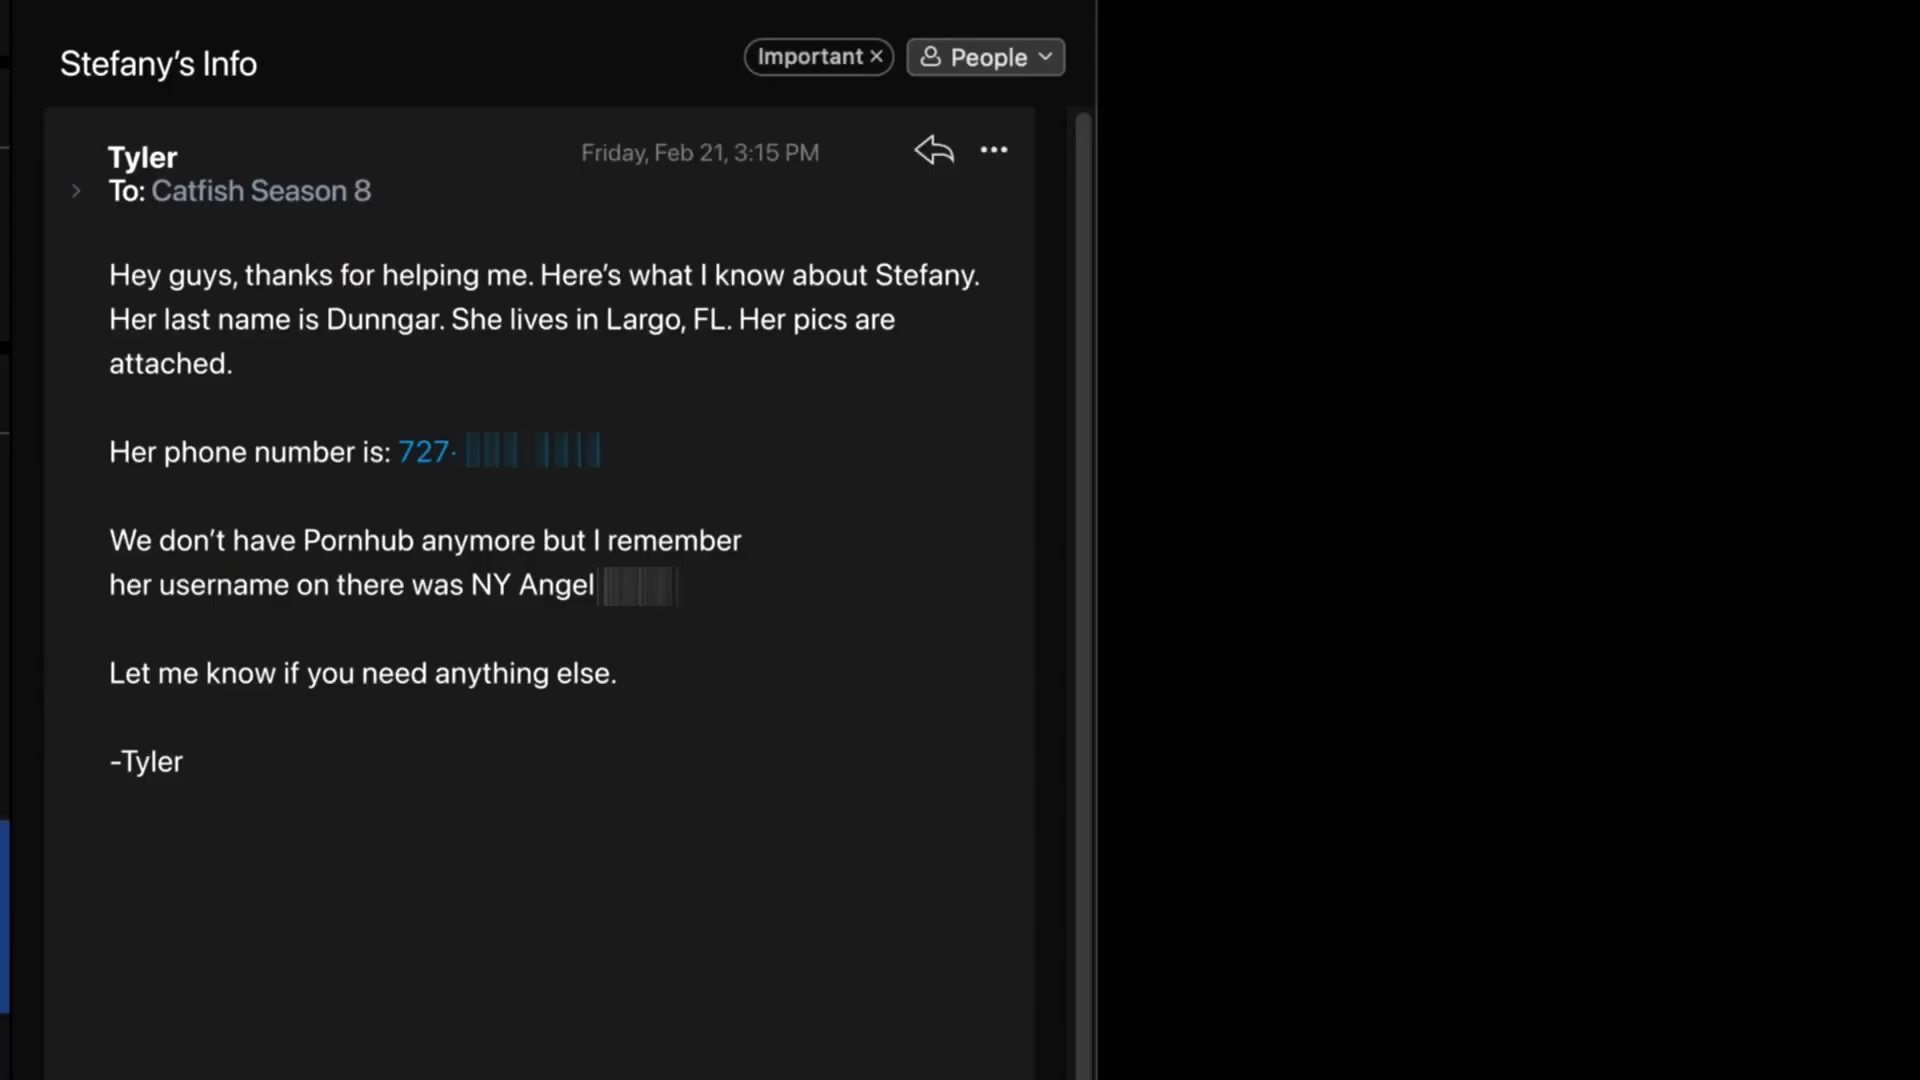 Stefany's Info
Important ×
People
Tyler
Friday, Feb 21, 3:15 PM
To: Catfish Season 8
Hey guys, thanks for helping me. Here's what I know about Stefany.
Her last name is Dunngar. She lives in Largo, FL. Her pics are
attached.
Her phone number is: 727-
We don't have Pornhub anymore but I remember
her username on there was NY Angel
Let me know if you need anything else.
-Tyler